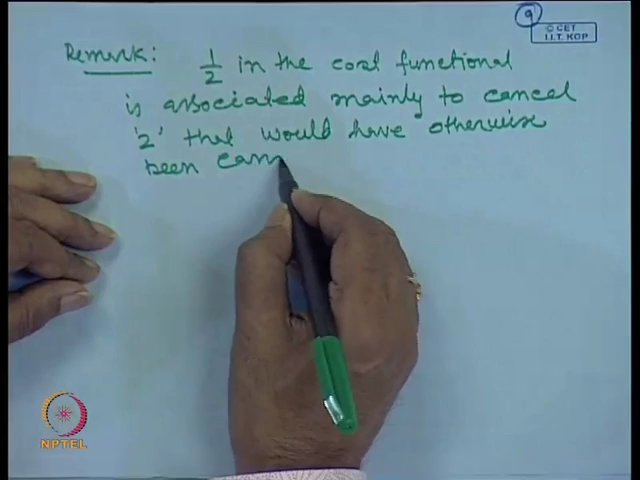 9
© CET
I.I.T. KGP
Remark: 1/2 in the cost functional
is associated mainly to cancel
'2' that would have otherwise
been carr
NPTEL